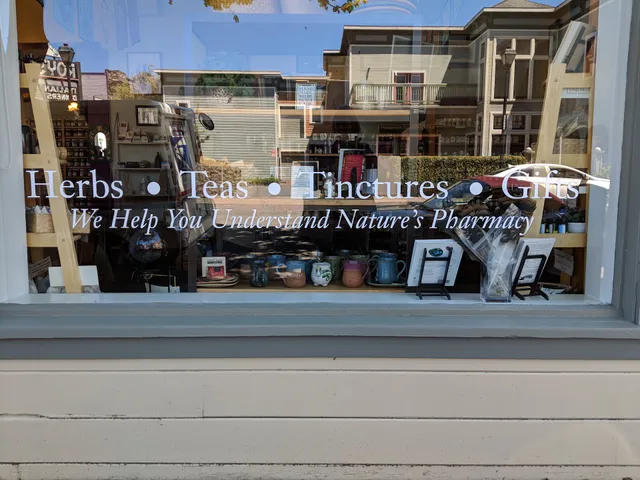 Herbs • Teas • Tinctures • Gifts
We Help You Understand Nature's Pharmacy